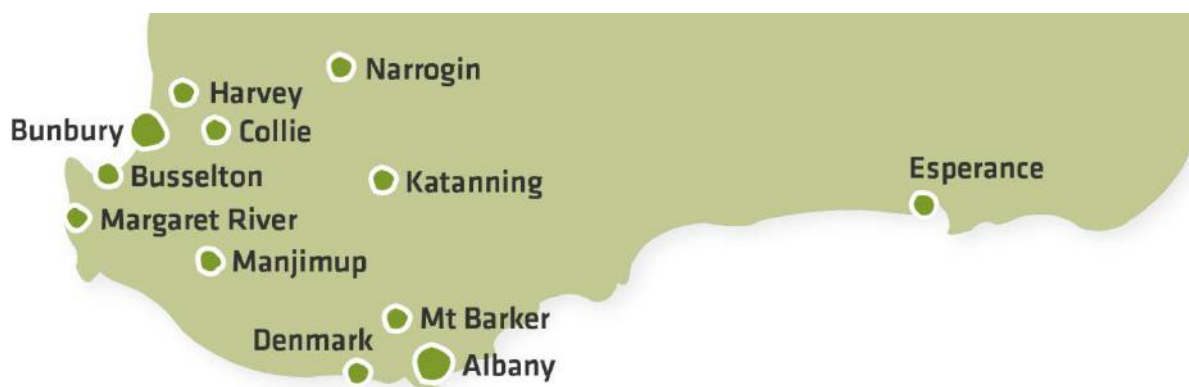 Narrogin
Harvey
Bunbury
Collie
Esperance
Busselton
Katanning
Margaret River
Manjimup
Mt Barker
Denmark
Albany